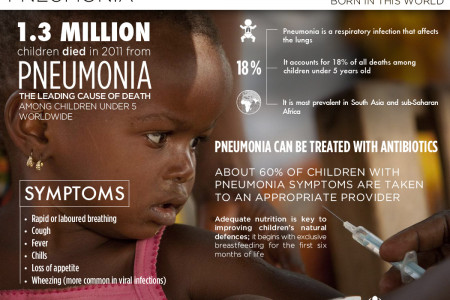 PNEUMONIA
BORN IN THIS WORLD
1.3 MILLION
children died in 2011 from
PNEUMONIA
THE LEADING CAUSE OF DEATH
AMONG CHILDREN UNDER 5
WORLDWIDE
Pneumonia is a respiratory infection that affects
the lungs
18%
It accounts for 18% of all deaths among
children under 5 years old
It is most prevalent in South Asia and sub-Saharan
Africa
PNEUMONIA CAN BE TREATED WITH ANTIBIOTICS
ABOUT 60% OF CHILDREN WITH
PNEUMONIA SYMPTOMS ARE TAKEN
TO AN APPROPRIATE PROVIDER
Adequate nutrition is key to
improving children's natural
defences; it begins with exclusive
breastfeeding for the first six
months of life
SYMPTOMS
• Rapid or laboured breathing
• Cough
• Fever
• Chills
• Loss of appetite
• Wheezing (more common in viral infections)